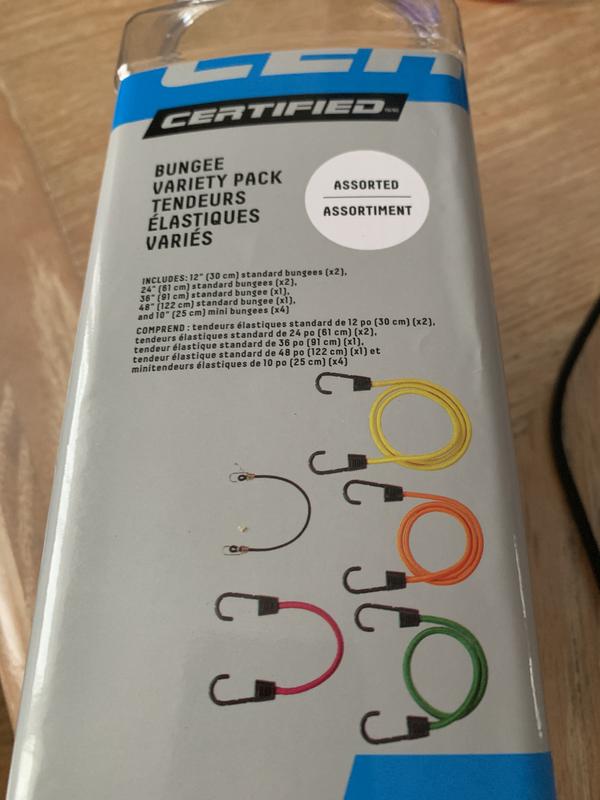 CERTIFIED
BUNGEE
VARIETY PACK
TENDEURS
ÉLASTIQUES
VARIÉS
ASSORTED
ASSORTIMENT
INCLUDES: 12" (30 cm) standard bungees (x2),
24" (61 cm) standard bungees (x2),
36" (91 cm) standard bungee (x1),
48" (122 cm) standard bungee (x1),
and 10" (25 cm) mini bungees (x4)
COMPREND : tendeurs élastiques standard de 12 po (30 cm) (x2),
tendeurs élastiques standard de 24 po (61 cm) (x2),
tendeur élastique standard de 36 po (91 cm) (x1),
tendeur élastique standard de 48 po (122 cm) (x1) et
minitendeurs élastiques de 10 po (25 cm) (x4)